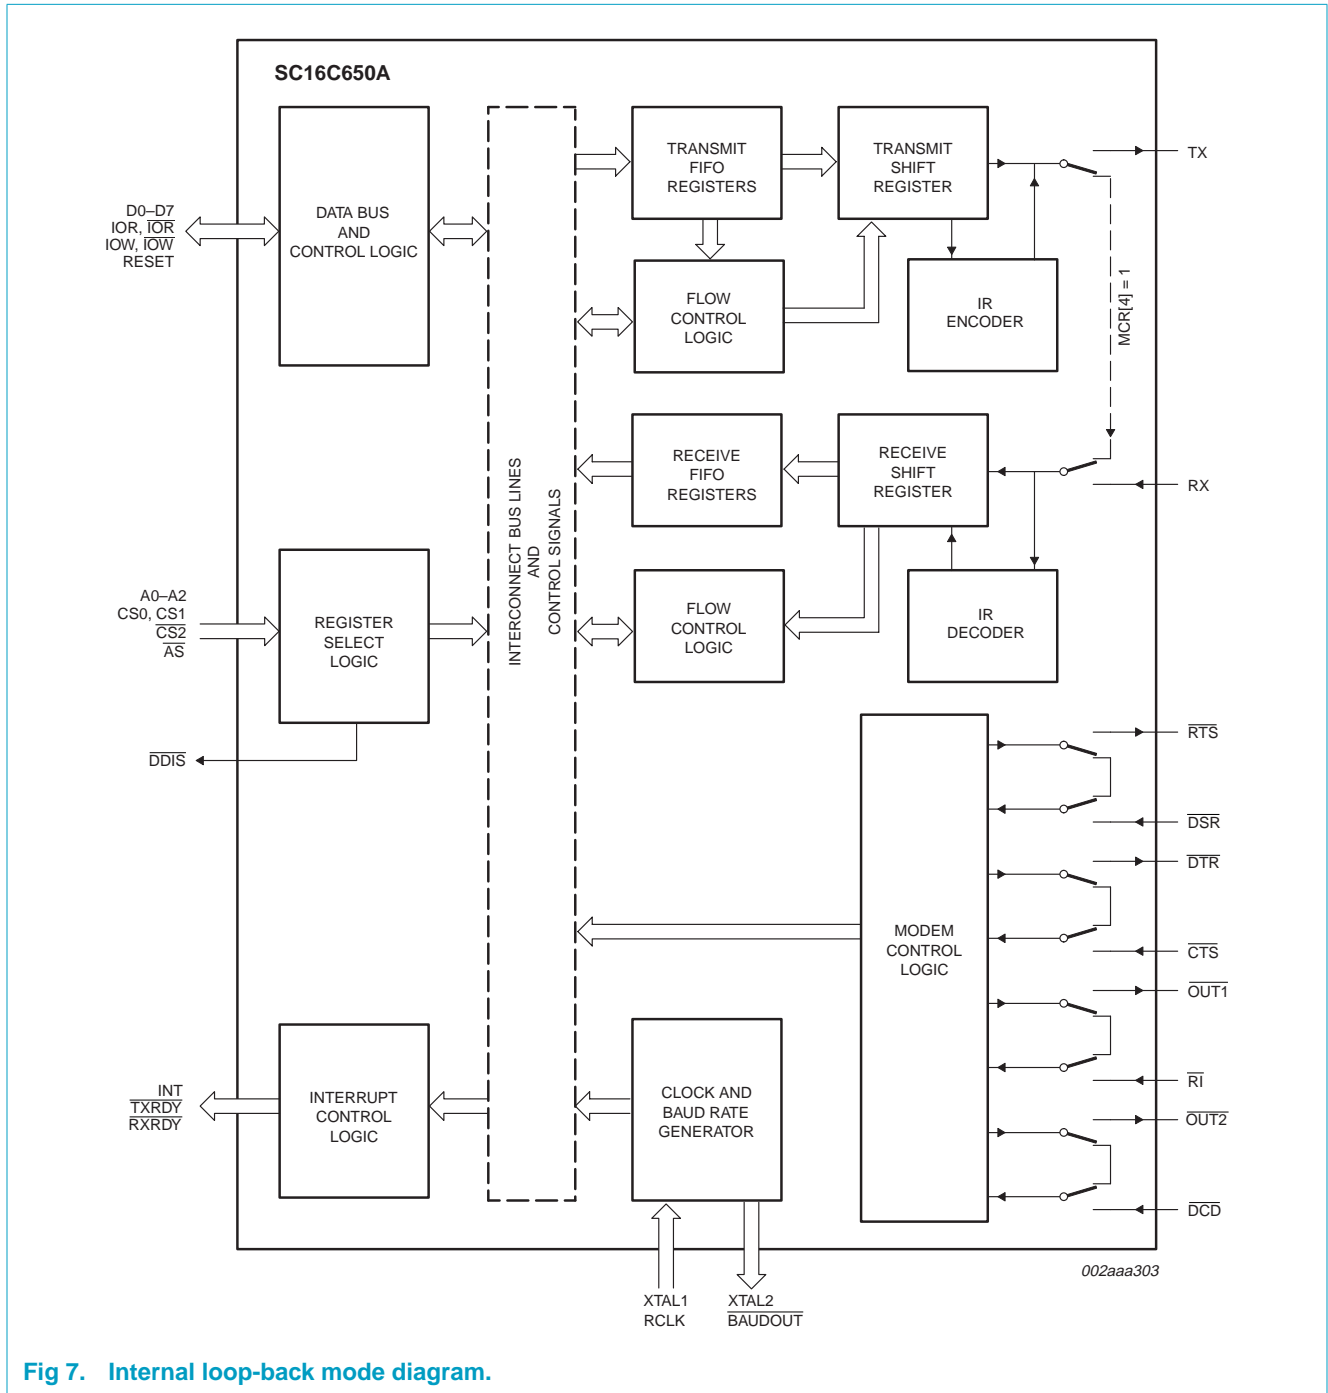 SC16C650A
DATA BUS
AND
CONTROL LOGIC
D0–D7
IOR, IOR
IOW, IOW
RESET
TRANSMIT
FIFO
REGISTERS
TRANSMIT
SHIFT
REGISTER
TX
FLOW
CONTROL
LOGIC
IR
ENCODER
MCR[4] = 1
INTERCONNECT BUS LINES
AND
CONTROL SIGNALS
RECEIVE
FIFO
REGISTERS
RECEIVE
SHIFT
REGISTER
RX
A0–A2
CS0, CS1
CS2
AS
REGISTER
SELECT
LOGIC
FLOW
CONTROL
LOGIC
IR
DECODER
DDIS
MODEM
CONTROL
LOGIC
RTS
DSR
DTR
CTS
OUT1
RI
OUT2
DCD
INT
TXRDY
RXRDY
INTERRUPT
CONTROL
LOGIC
CLOCK AND
BAUD RATE
GENERATOR
XTAL1
RCLK
XTAL2
BAUDOUT
002aaa303
Fig 7. Internal loop-back mode diagram.